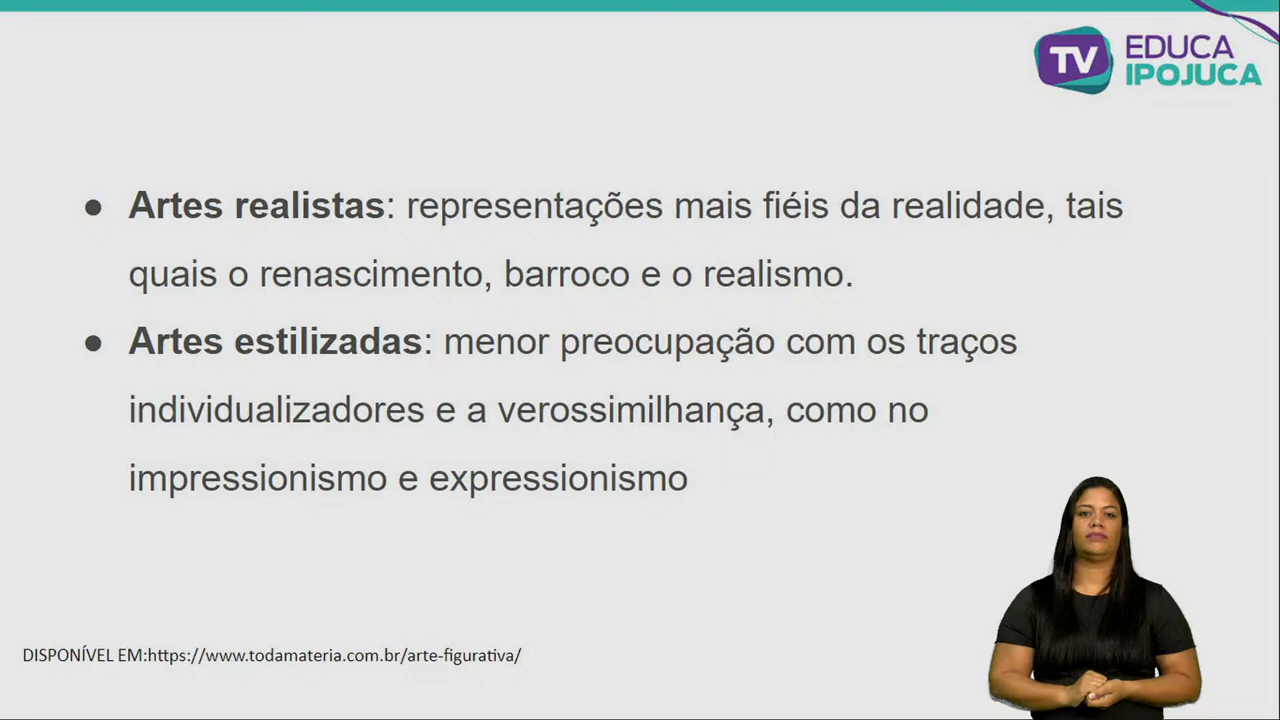 TV EDUCA
IPOJUCA
● Artes realistas: representações mais fiéis da realidade, tais
quais o renascimento, barroco e o realismo.
● Artes estilizadas: menor preocupação com os traços
individualizadores e a verossimilhança, como no
impressionismo e expressionismo
DISPONÍVEL EM:https://www.todamateria.com.br/arte-figurativa/